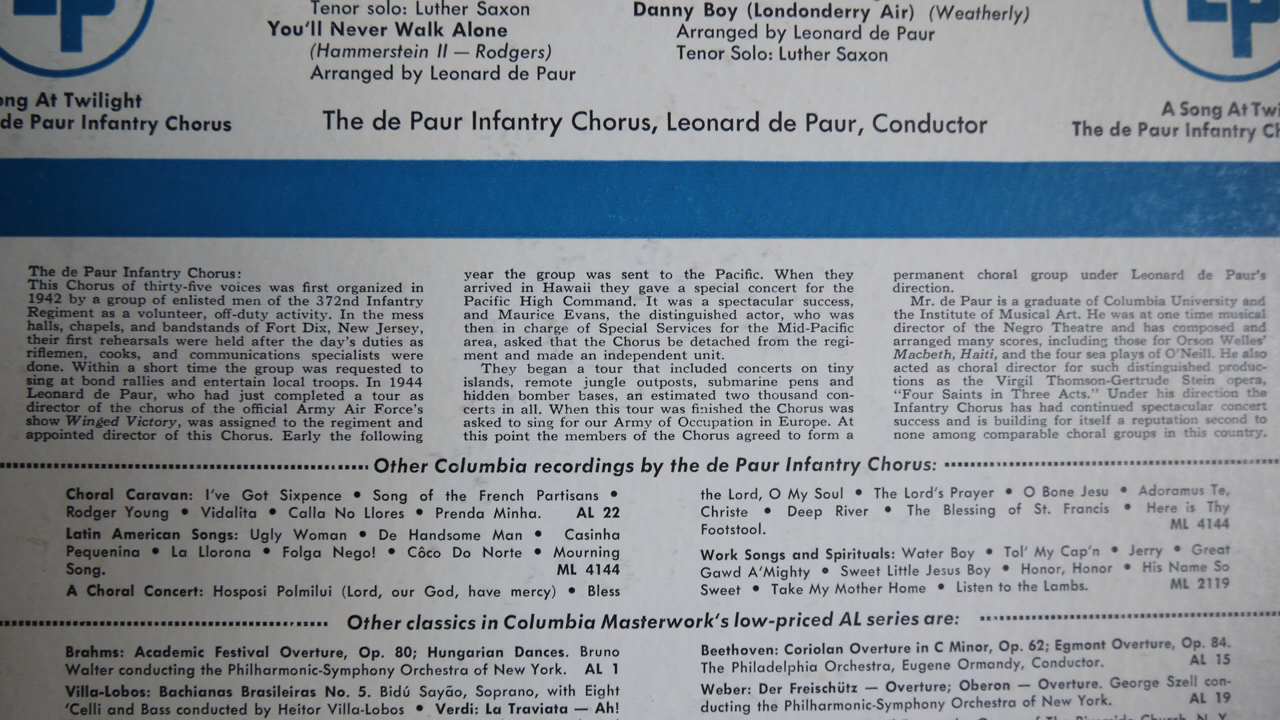 LP
Tenor solo: Luther Saxon
You'll Never Walk Alone
(Hammerstein II — Rodgers)
Arranged by Leonard de Paur
Danny Boy (Londonderry Air) (Weatherly)
Arranged by Leonard de Paur
Tenor Solo: Luther Saxon
LP
ong At Twilight
de Paur Infantry Chorus
The de Paur Infantry Chorus, Leonard de Paur, Conductor
A Song At Twi
The de Paur Infantry Ch
The de Paur Infantry Chorus:
This Chorus of thirty-five voices was first organized in
1942 by a group of enlisted men of the 372nd Infantry
Regiment as a volunteer, off-duty activity. In the mess
halls, chapels, and bandstands of Fort Dix, New Jersey,
their first rehearsals were held after the day's duties as
riflemen, cooks, and communications specialists were
done. Within a short time the group was requested to
sing at bond rallies and entertain local troops. In 1944
Leonard de Paur, who had just completed a tour as
director of the chorus of the official Army Air Force's
show Winged Victory, was assigned to the regiment and
appointed director of this Chorus. Early the following
year the group was sent to the Pacific. When they
arrived in Hawaii they gave a special concert for the
Pacific High Command. It was a spectacular success,
and Maurice Evans, the distinguished actor, who was
then in charge of Special Services for the Mid-Pacific
area, asked that the Chorus be detached from the regi-
ment and made an independent unit.
They began a tour that included concerts on tiny
islands, remote jungle outposts, submarine pens and
hidden bomber bases, an estimated two thousand con-
certs in all. When this tour was finished the Chorus was
asked to sing for our Army of Occupation in Europe. At
this point the members of the Chorus agreed to form a
permanent choral group under Leonard de Paur's
direction.
Mr. de Paur is a graduate of Columbia University and
the Institute of Musical Art. He was at one time musical
director of the Negro Theatre and has composed and
arranged many scores, including those for Orson Welles'
Macbeth, Haiti, and the four sea plays of O'Neill. He also
acted as choral director for such distinguished produc-
tions as the Virgil Thomson-Gertrude Stein opera,
"Four Saints in Three Acts." Under his direction the
Infantry Chorus has had continued spectacular concert
success and is building for itself a reputation second to
none among comparable choral groups in this country.
Other Columbia recordings by the de Paur Infantry Chorus:
Choral Caravan: I've Got Sixpence • Song of the French Partisans •
Rodger Young • Vidalita • Calla No Llores • Prenda Minha. AL 22
Latin American Songs: Ugly Woman • De Handsome Man • Casinha
Pequenina • La Llorona • Folga Nego! • Côco Do Norte • Mourning
Song. ML 4144
A Choral Concert: Hosposi Polmilui (Lord, our God, have mercy) • Bless
the Lord, O My Soul • The Lord's Prayer • O Bone Jesu • Adoramus Te,
Christe • Deep River • The Blessing of St. Francis • Here is Thy
Footstool. ML 4144
Work Songs and Spirituals: Water Boy • Tol' My Cap'n • Jerry • Great
Gawd A'Mighty • Sweet Little Jesus Boy • Honor, Honor • His Name So
Sweet • Take My Mother Home • Listen to the Lambs. ML 2119
Other classics in Columbia Masterwork's low-priced AL series are:
Brahms: Academic Festival Overture, Op. 80; Hungarian Dances. Bruno
Walter conducting the Philharmonic-Symphony Orchestra of New York. AL 1
Villa-Lobos: Bachianas Brasileiras No. 5. Bidú Sayão, Soprano, with Eight
'Celli and Bass conducted by Heitor Villa-Lobos • Verdi: La Traviata — Ah!
Beethoven: Coriolan Overture in C Minor, Op. 62; Egmont Overture, Op. 84.
The Philadelphia Orchestra, Eugene Ormandy, Conductor. AL 15
Weber: Der Freischütz — Overture; Oberon — Overture. George Szell con-
ducting the Philharmonic-Symphony Orchestra of New York. AL 19